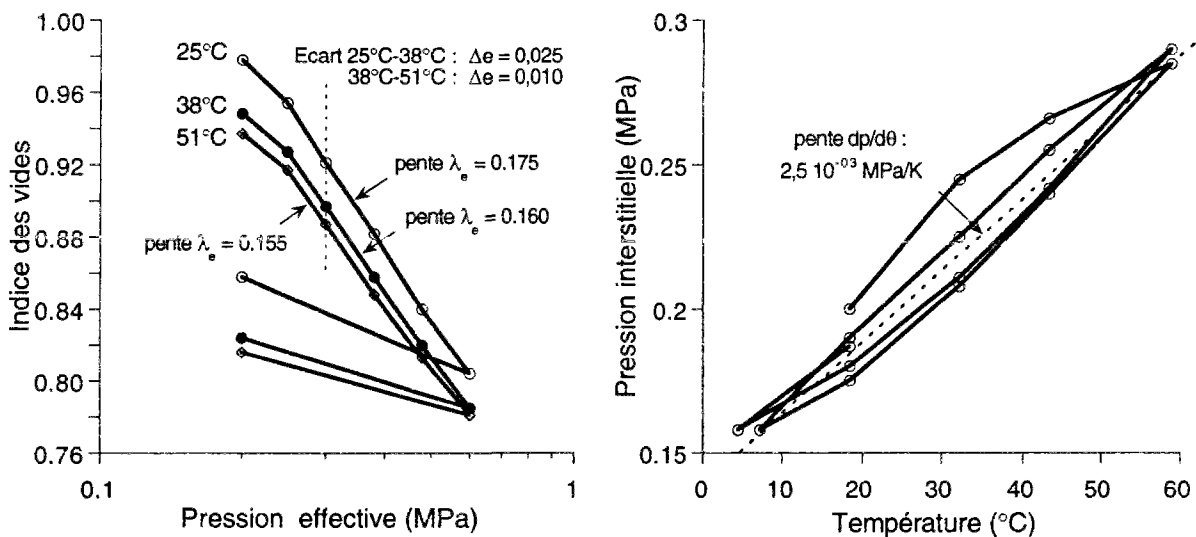 1.00
0.96
0.92
0.88
0.84
0.80
0.76
Indice des vides
25°C
38°C
51°C
Ecart 25°C-38°C : Δe = 0,025
38°C-51°C : Δe = 0,010
pente λe = 0.175
pente λe = 0.160
pente λe = 0.155
0.1
1
Pression effective (MPa)
0.3
0.25
0.2
0.15
Pression interstitielle (MPa)
pente dp/dθ :
2,5 10-03 MPa/K
0
10
20
30
40
50
60
Température (°C)